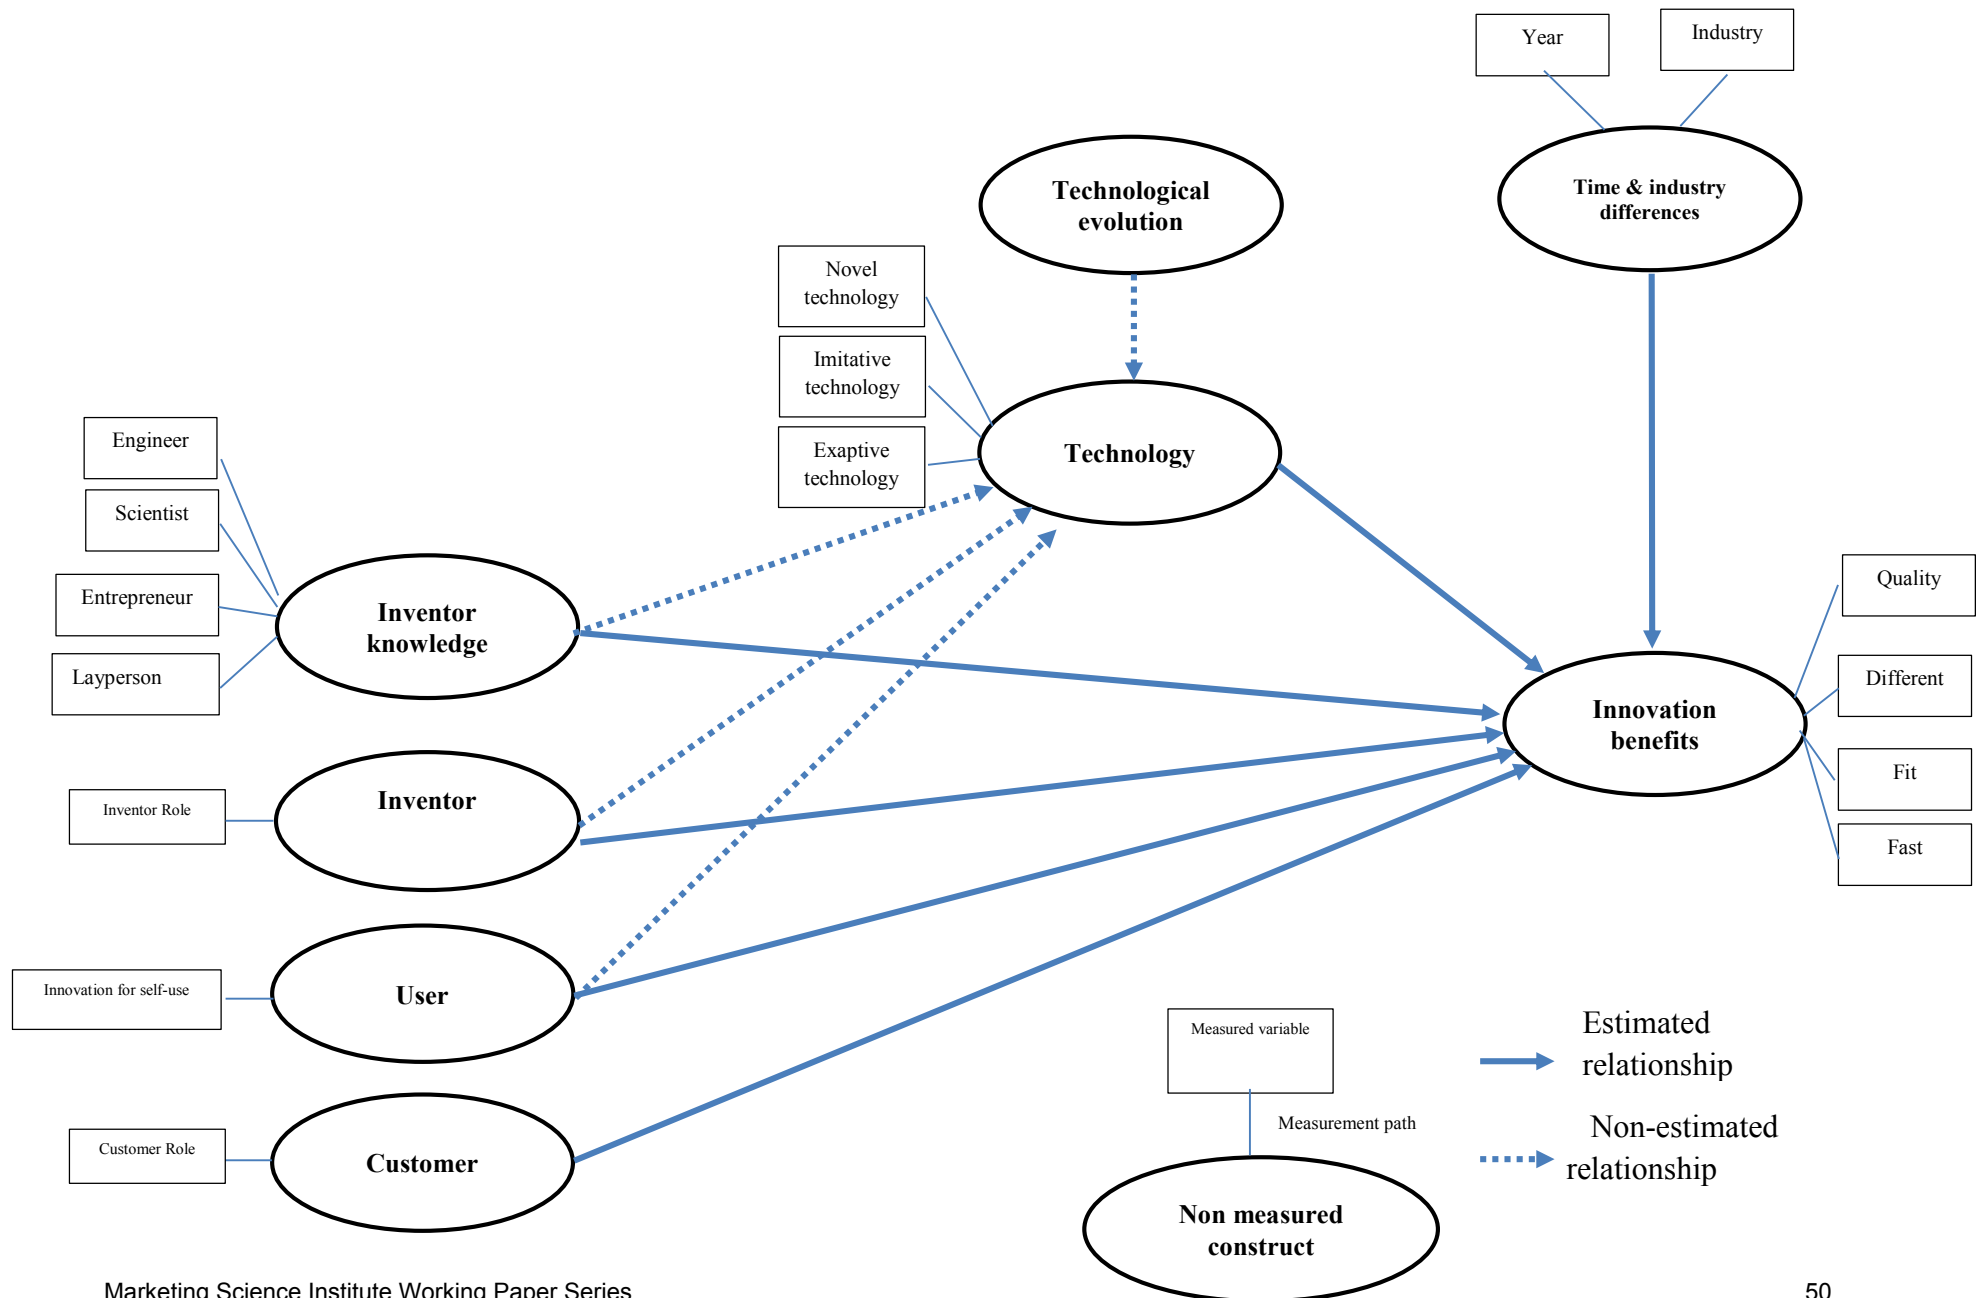 Year
Industry
Technological
evolution
Time & industry
differences
Novel
technology
Imitative
technology
Exaptive
technology
Technology
Engineer
Scientist
Entrepreneur
Layperson
Inventor
knowledge
Quality
Different
Fit
Fast
Innovation
benefits
Inventor Role
Inventor
Innovation for self-use
User
Customer Role
Customer
Measured variable
Measurement path
Non measured
construct
Estimated
relationship
Non-estimated
relationship
Marketing Science Institute Working Paper Series
50